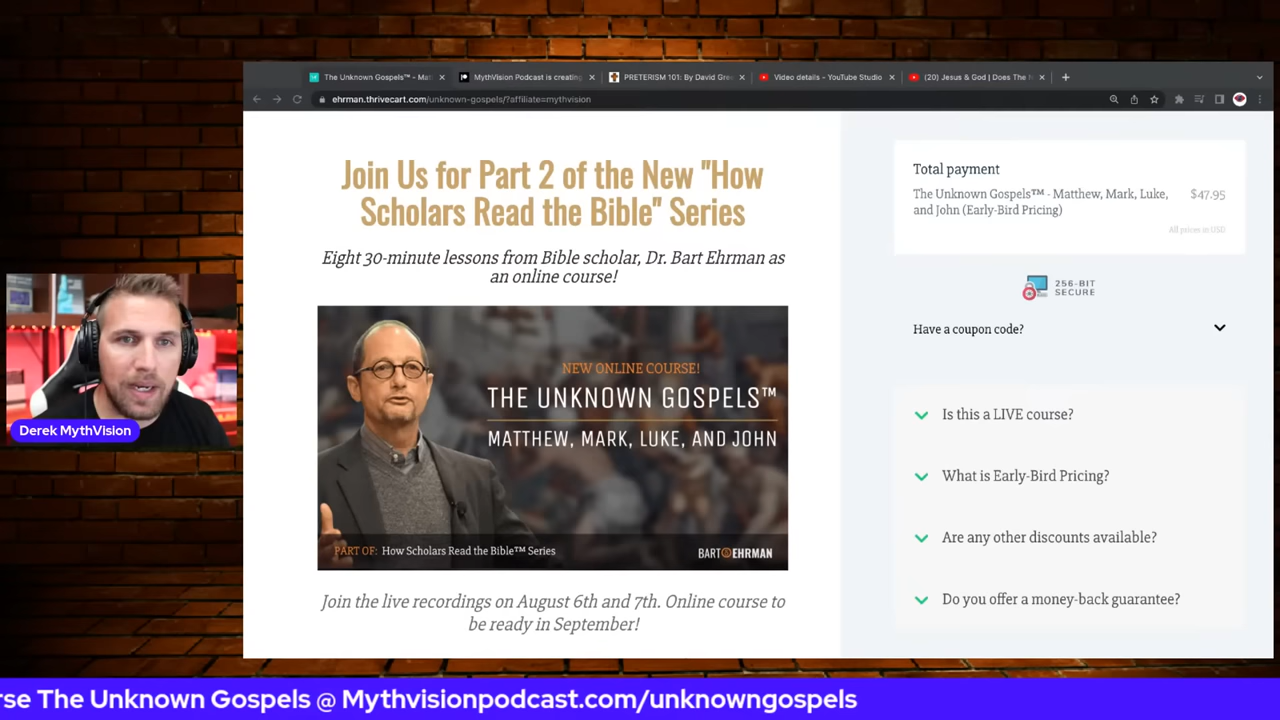 The Unknown Gospels™ - Mat
MythVision Podcast is creating
PRETERISM 101: By David Gre
Video details - YouTube Studio
(20) Jesus & God | Does The N
ehrman.thrivecart.com/unknown-gospels/?affiliate=mythvision
Join Us for Part 2 of the New "How
Scholars Read the Bible" Series
Eight 30-minute lessons from Bible scholar, Dr. Bart Ehrman as
an online course!
NEW ONLINE COURSE!
THE UNKNOWN GOSPELS™
MATTHEW, MARK, LUKE, AND JOHN
PART OF: How Scholars Read the Bible™ Series
BART EHRMAN
Join the live recordings on August 6th and 7th. Online course to
be ready in September!
Total payment
The Unknown Gospels™ - Matthew, Mark, Luke, $47.95
and John (Early-Bird Pricing)
All prices in USD
256-BIT
SECURE
Have a coupon code?
Is this a LIVE course?
What is Early-Bird Pricing?
Are any other discounts available?
Do you offer a money-back guarantee?
Derek MythVision
rse The Unknown Gospels @ Mythvisionpodcast.com/unknowngospels